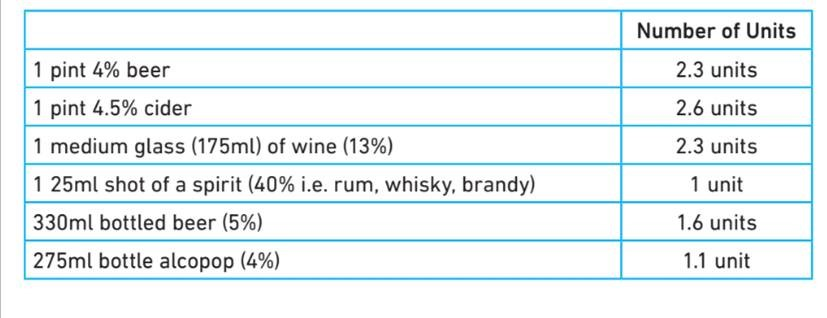 Number of Units
1 pint 4% beer 2.3 units
1 pint 4.5% cider 2.6 units
1 medium glass (175ml) of wine (13%) 2.3 units
1 25ml shot of a spirit (40% i.e. rum, whisky, brandy) 1 unit
330ml bottled beer (5%) 1.6 units
275ml bottle alcopop (4%) 1.1 unit